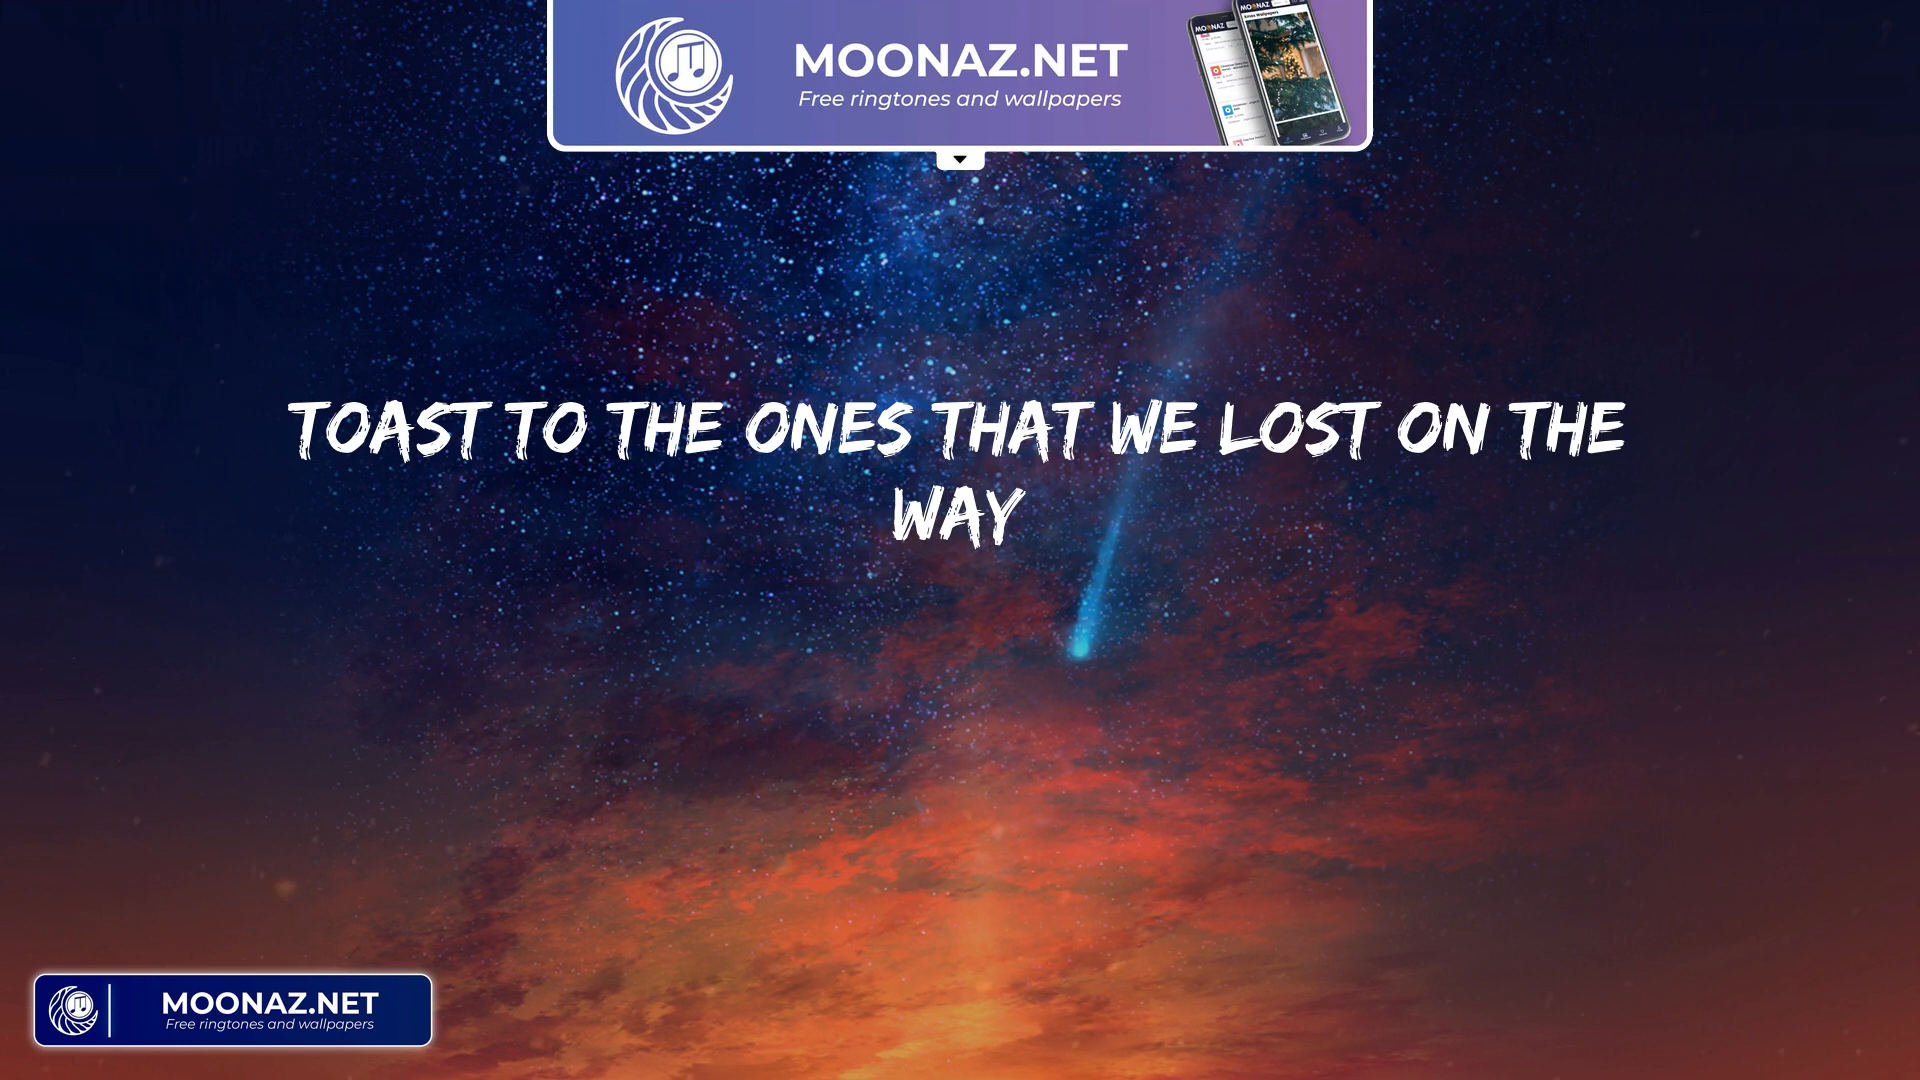 MOONAZ.NET
Free ringtones and wallpapers
TOAST TO THE ONES THAT WE LOST ON THE
WAY
MOONAZ.NET
Free ringtones and wallpapers